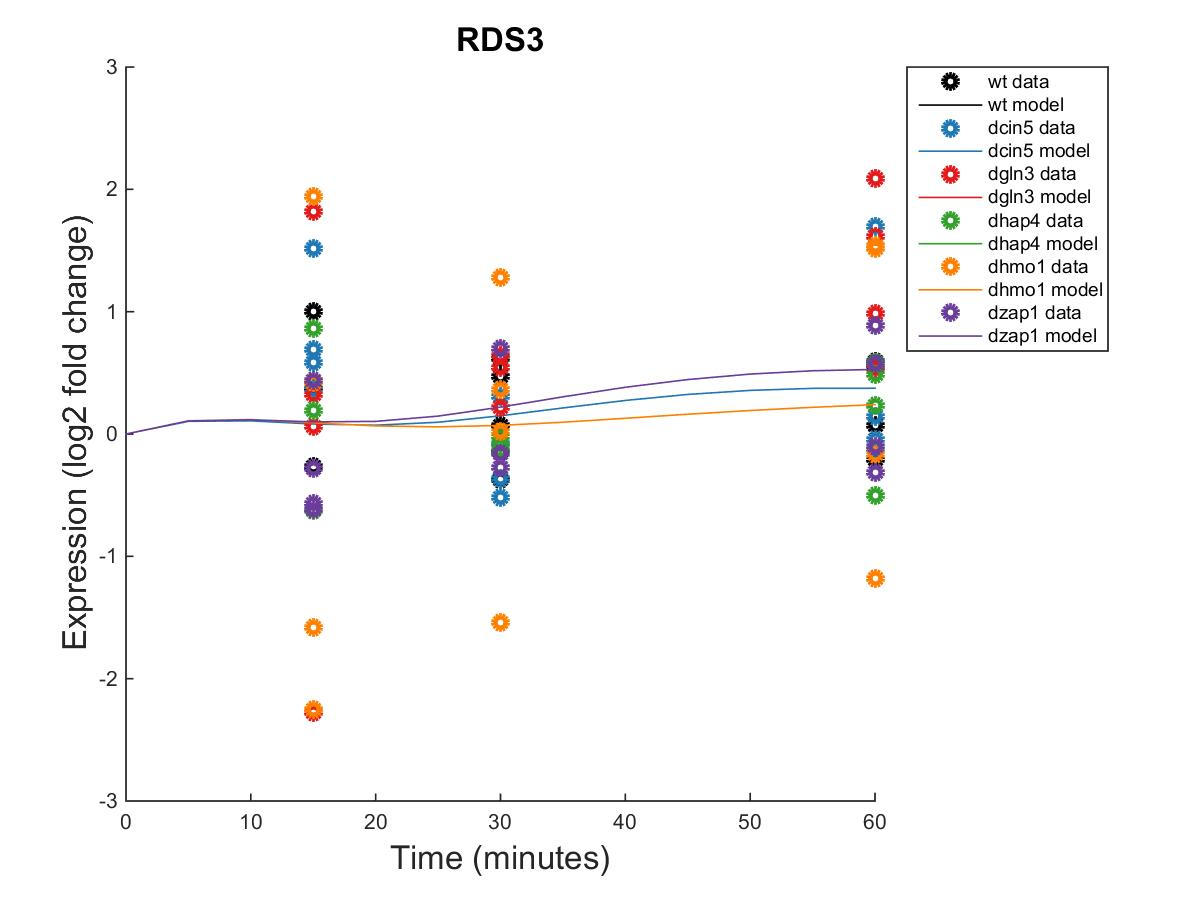 RDS3
Expression (log2 fold change)
3
2
1
0
-1
-2
-3
0 10 20 30 40 50 60
Time (minutes)
wt data
wt model
dcin5 data
dcin5 model
dgln3 data
dgln3 model
dhap4 data
dhap4 model
dhmo1 data
dhmo1 model
dzap1 data
dzap1 model